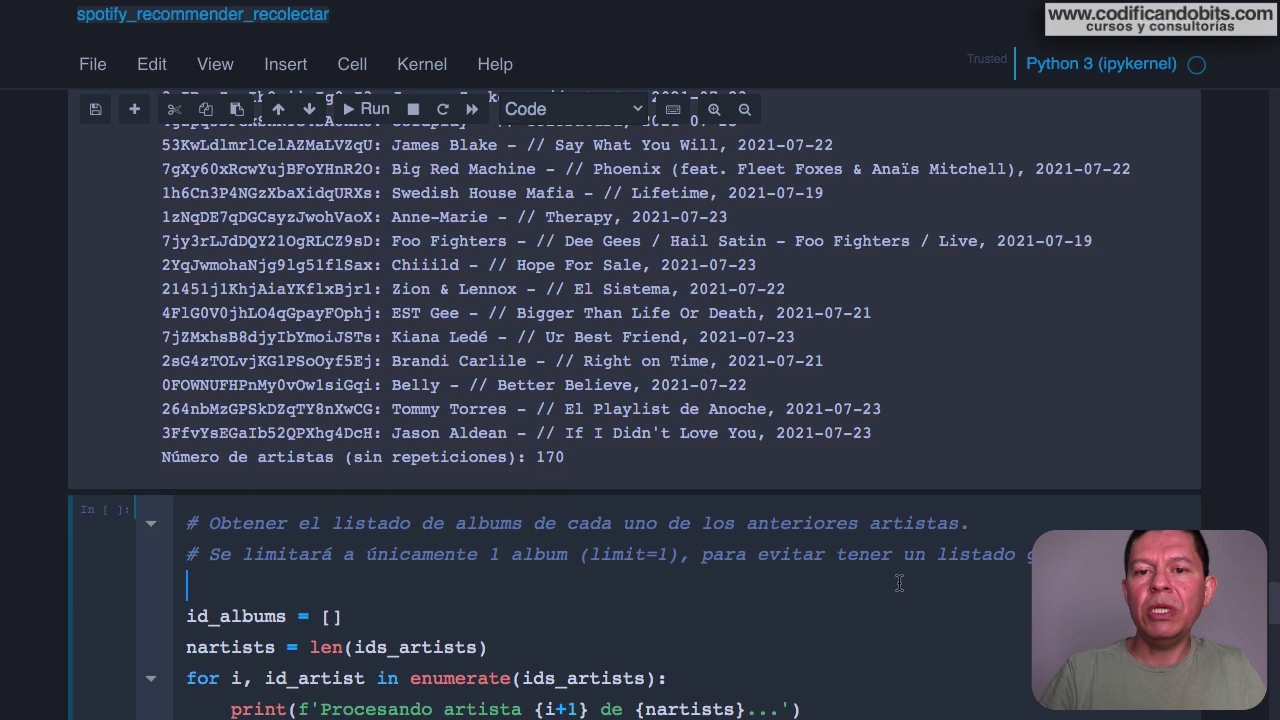 spotify_recommender_recolectar
www.codificandobits.com
cursos y consultorías
File Edit View Insert Cell Kernel Help
Trusted
Python 3 (ipykernel)
Run
Code
53KwLdlmrlCelAZMaLVZqU: James Blake - // Say What You Will, 2021-07-22
7gXy60xRcwYujBFoYHnR2O: Big Red Machine - // Phoenix (feat. Fleet Foxes & Anaïs Mitchell), 2021-07-22
1h6Cn3P4NGzXbaXidqURXs: Swedish House Mafia - // Lifetime, 2021-07-19
1zNqDE7qDGCsyzJwohVaoX: Anne-Marie - // Therapy, 2021-07-23
7jy3rLJdDQY21OgRLCZ9sD: Foo Fighters - // Dee Gees / Hail Satin - Foo Fighters / Live, 2021-07-19
2YqJwmohaNjg9lg51flSax: Chiiild - // Hope For Sale, 2021-07-23
21451j1KhjAiaYKflxBjr1: Zion & Lennox - // El Sistema, 2021-07-22
4FlG0V0jhLO4qGpayFOphj: EST Gee - // Bigger Than Life Or Death, 2021-07-21
7jZMxhsB8djyIbYmoiJSTs: Kiana Ledé - // Ur Best Friend, 2021-07-23
2sG4zTOLvjKG1PSoOyf5Ej: Brandi Carlile - // Right on Time, 2021-07-21
0FOWNUFHPnMy0vOw1siGqi: Belly - // Better Believe, 2021-07-22
264nbMzGPSkDZqTY8nXwCG: Tommy Torres - // El Playlist de Anoche, 2021-07-23
3FfvYsEGaIb52QPXhg4DcH: Jason Aldean - // If I Didn't Love You, 2021-07-23
Número de artistas (sin repeticiones): 170
In [ ]:
# Obtener el listado de albums de cada uno de los anteriores artistas.
# Se limitará a únicamente 1 album (limit=1), para evitar tener un listado
id_albums = []
nartists = len(ids_artists)
for i, id_artist in enumerate(ids_artists):
print(f'Procesando artista {i+1} de {nartists}...')